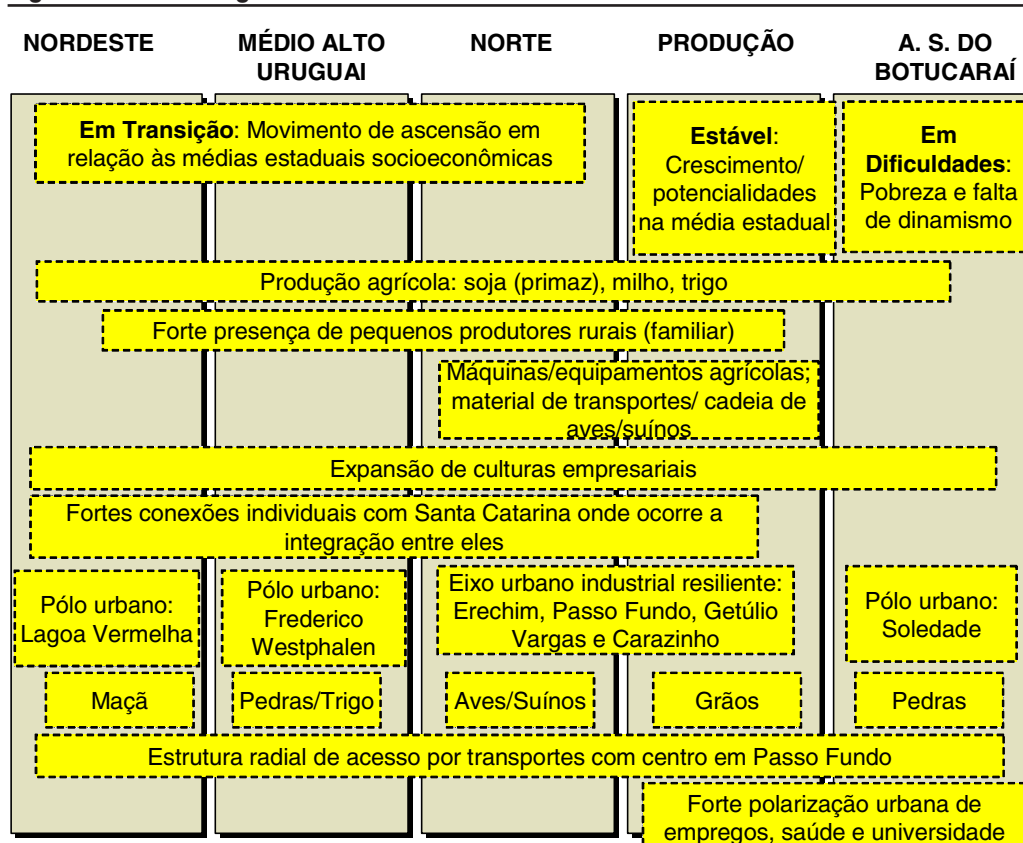 NORDESTE
MÉDIO ALTO
URUGUAI
NORTE
PRODUÇÃO
A. S. DO
BOTUCARAÍ
Em Transição: Movimento de ascensão em
relação às médias estaduais socioeconômicas
Estável:
Crescimento/
potencialidades
na média estadual
Em
Dificuldades:
Pobreza e falta
de dinamismo
Produção agrícola: soja (primaz), milho, trigo
Forte presença de pequenos produtores rurais (familiar)
Máquinas/equipamentos agrícolas;
material de transportes/ cadeia de
aves/suínos
Expansão de culturas empresariais
Fortes conexões individuais com Santa Catarina onde ocorre a
integração entre eles
Pólo urbano:
Lagoa Vermelha
Pólo urbano:
Frederico
Westphalen
Eixo urbano industrial resiliente:
Erechim, Passo Fundo, Getúlio
Vargas e Carazinho
Pólo urbano:
Soledade
Maçã
Pedras/Trigo
Aves/Suínos
Grãos
Pedras
Estrutura radial de acesso por transportes com centro em Passo Fundo
Forte polarização urbana de
empregos, saúde e universidade